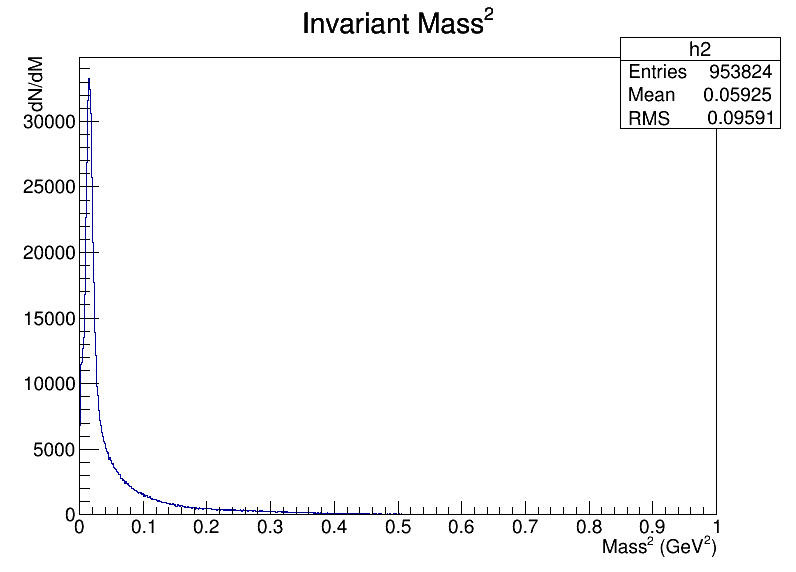 Invariant Mass²
h2
Entries 953824
Mean 0.05925
RMS 0.09591
dN/dM
30000
25000
20000
15000
10000
5000
0
0 0.1 0.2 0.3 0.4 0.5 0.6 0.7 0.8 0.9 1
Mass² (GeV²)